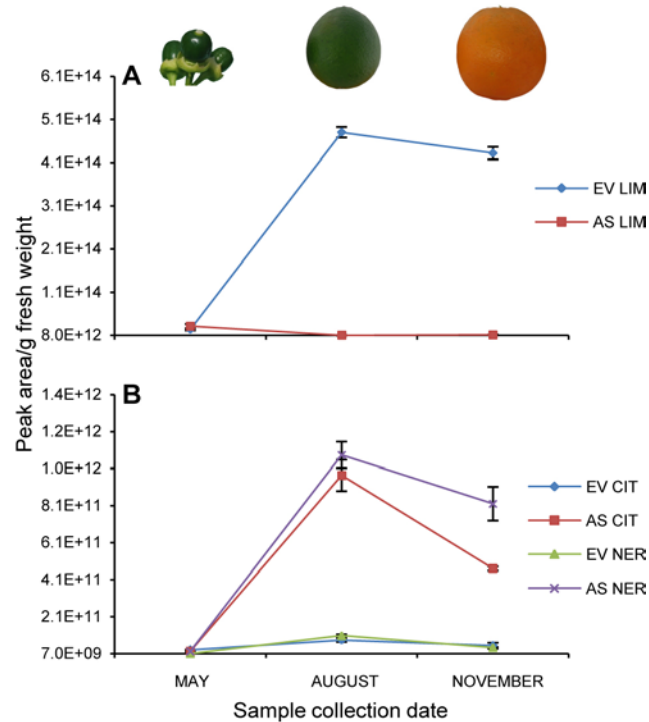 A
6.1E+14
5.1E+14
4.1E+14
3.1E+14
2.1E+14
1.1E+14
8.0E+12
EV LIM
AS LIM
Peak area/g fresh weight
B
1.4E+12
1.2E+12
1.0E+12
8.1E+11
6.1E+11
4.1E+11
2.1E+11
7.0E+09
EV CIT
AS CIT
EV NER
AS NER
MAY AUGUST NOVEMBER
Sample collection date